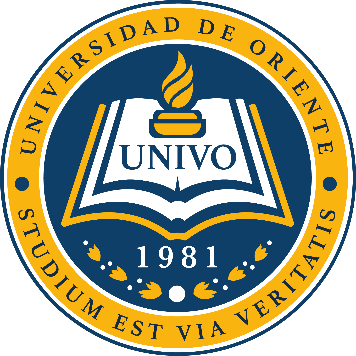 UNIVERSIDAD DE ORIENTE
UNIVO
1981
STUDIUM EST VIA VERITATIS